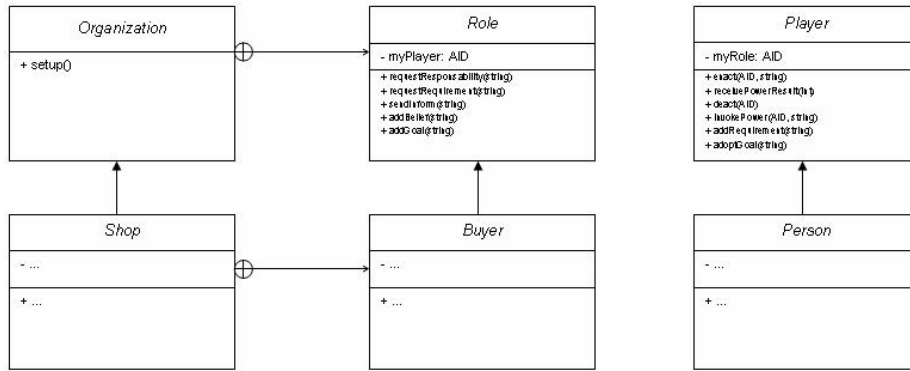 Organization
+ setup()
Role
- myPlayer: AID
+ requestResponsability(string)
+ requestRequirement(string)
+ sendInform(string)
+ addBelief(string)
+ addGoal(string)
Player
- myRole: AID
+ enact(AID, string)
+ receivePowerResult(int)
+ deact(AID)
+ invokePower(AID, string)
+ addRequirement(string)
+ adoptGoal(string)
Shop
- ...
+ ...
Buyer
- ...
+ ...
Person
- ...
+ ...